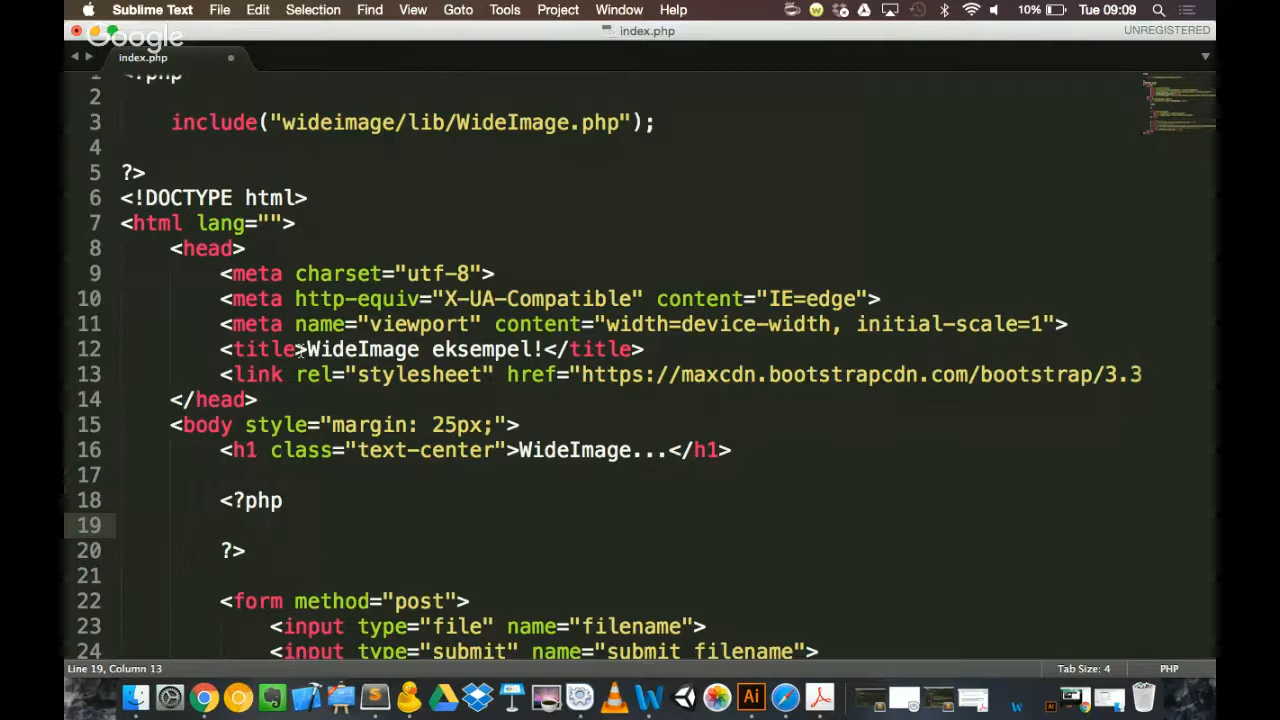 Sublime Text File Edit Selection Find View Goto Tools Project Window Help 10% Tue 09:09
Google
index.php
UNREGISTERED
index.php
1 <?php
2
3 include("wideimage/lib/WideImage.php");
4
5 ?>
6 <!DOCTYPE html>
7 <html lang="">
8 <head>
9 <meta charset="utf-8">
10 <meta http-equiv="X-UA-Compatible" content="IE=edge">
11 <meta name="viewport" content="width=device-width, initial-scale=1">
12 <title>WideImage eksempel!</title>
13 <link rel="stylesheet" href="https://maxcdn.bootstrapcdn.com/bootstrap/3.3
14 </head>
15 <body style="margin: 25px;">
16 <h1 class="text-center">WideImage...</h1>
17
18 <?php
19
20 ?>
21
22 <form method="post">
23 <input type="file" name="filename">
24 <input type="submit" name="submit_filename">
Line 19, Column 13 Tab Size: 4 PHP